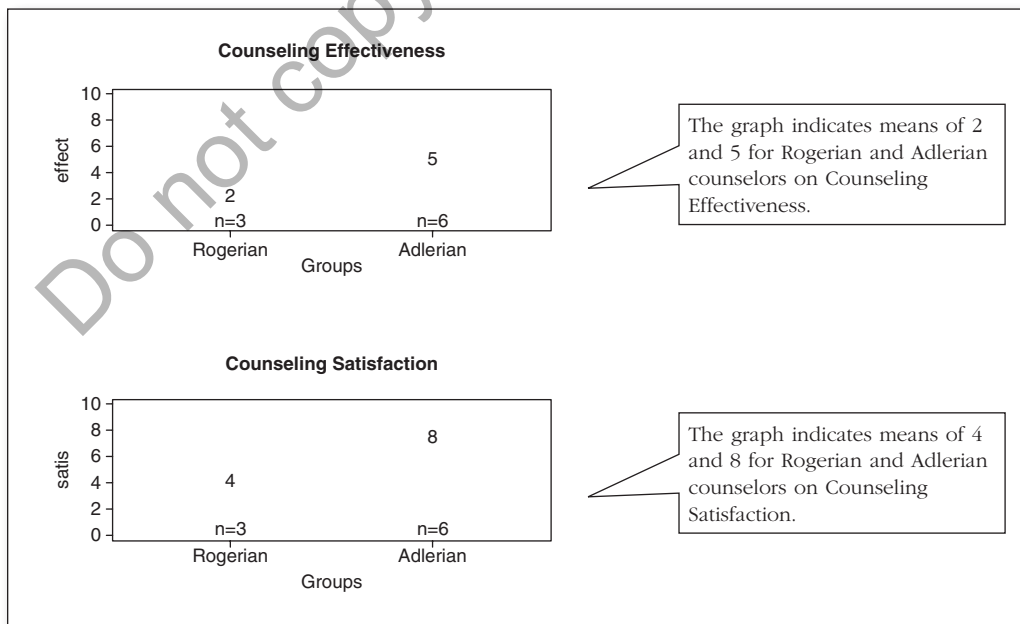 Do not copy
Counseling Effectiveness
10
8
6
4
2
0
effect
2
5
n=3
n=6
Rogerian
Adlerian
Groups
The graph indicates means of 2
and 5 for Rogerian and Adlerian
counselors on Counseling
Effectiveness.
Counseling Satisfaction
10
8
6
4
2
0
satis
4
8
n=3
n=6
Rogerian
Adlerian
Groups
The graph indicates means of 4
and 8 for Rogerian and Adlerian
counselors on Counseling
Satisfaction.